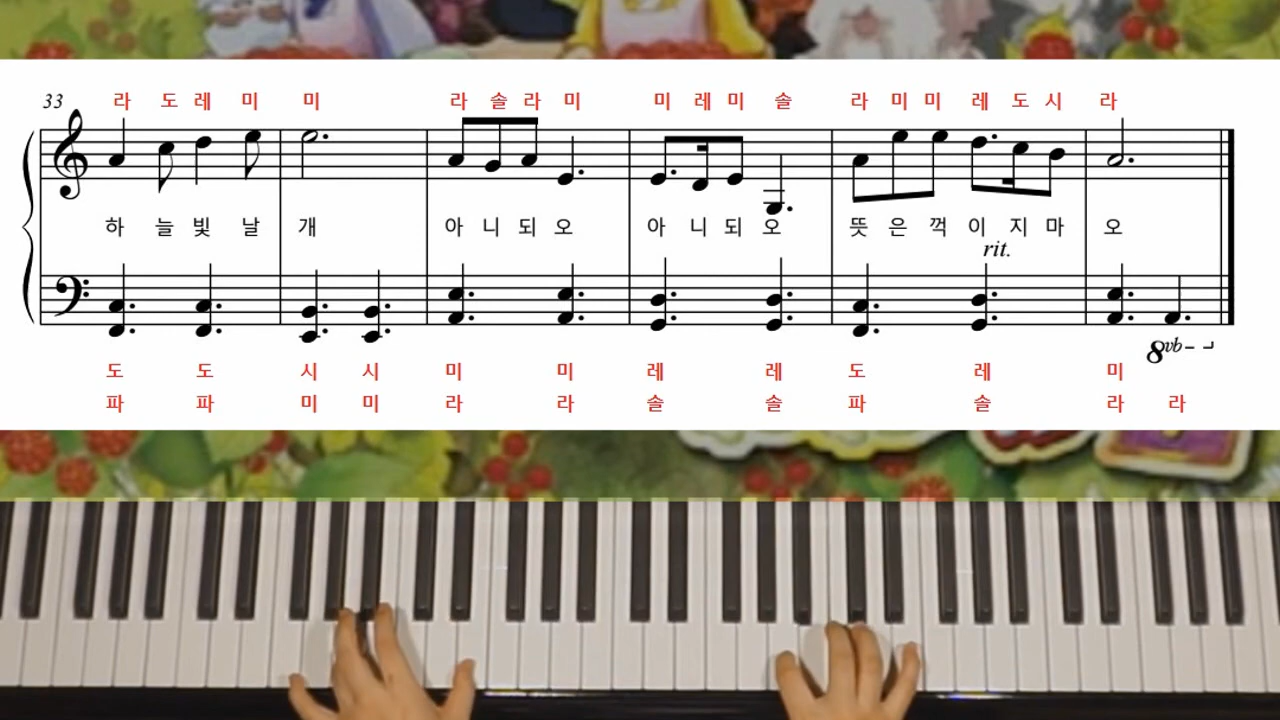 33 라 도 레 미 미 라 솔 라 미 미 레 미 솔 라 미 미 레 도 시 라
하 늘 빛 날 개 아 니 되 오 아 니 되 오 뜻 은 꺽 이 지 마 오
rit.
8vb
도 도 시 시 미 미 레 레 도 레 미
파 파 미 미 라 라 솔 솔 파 솔 라 라